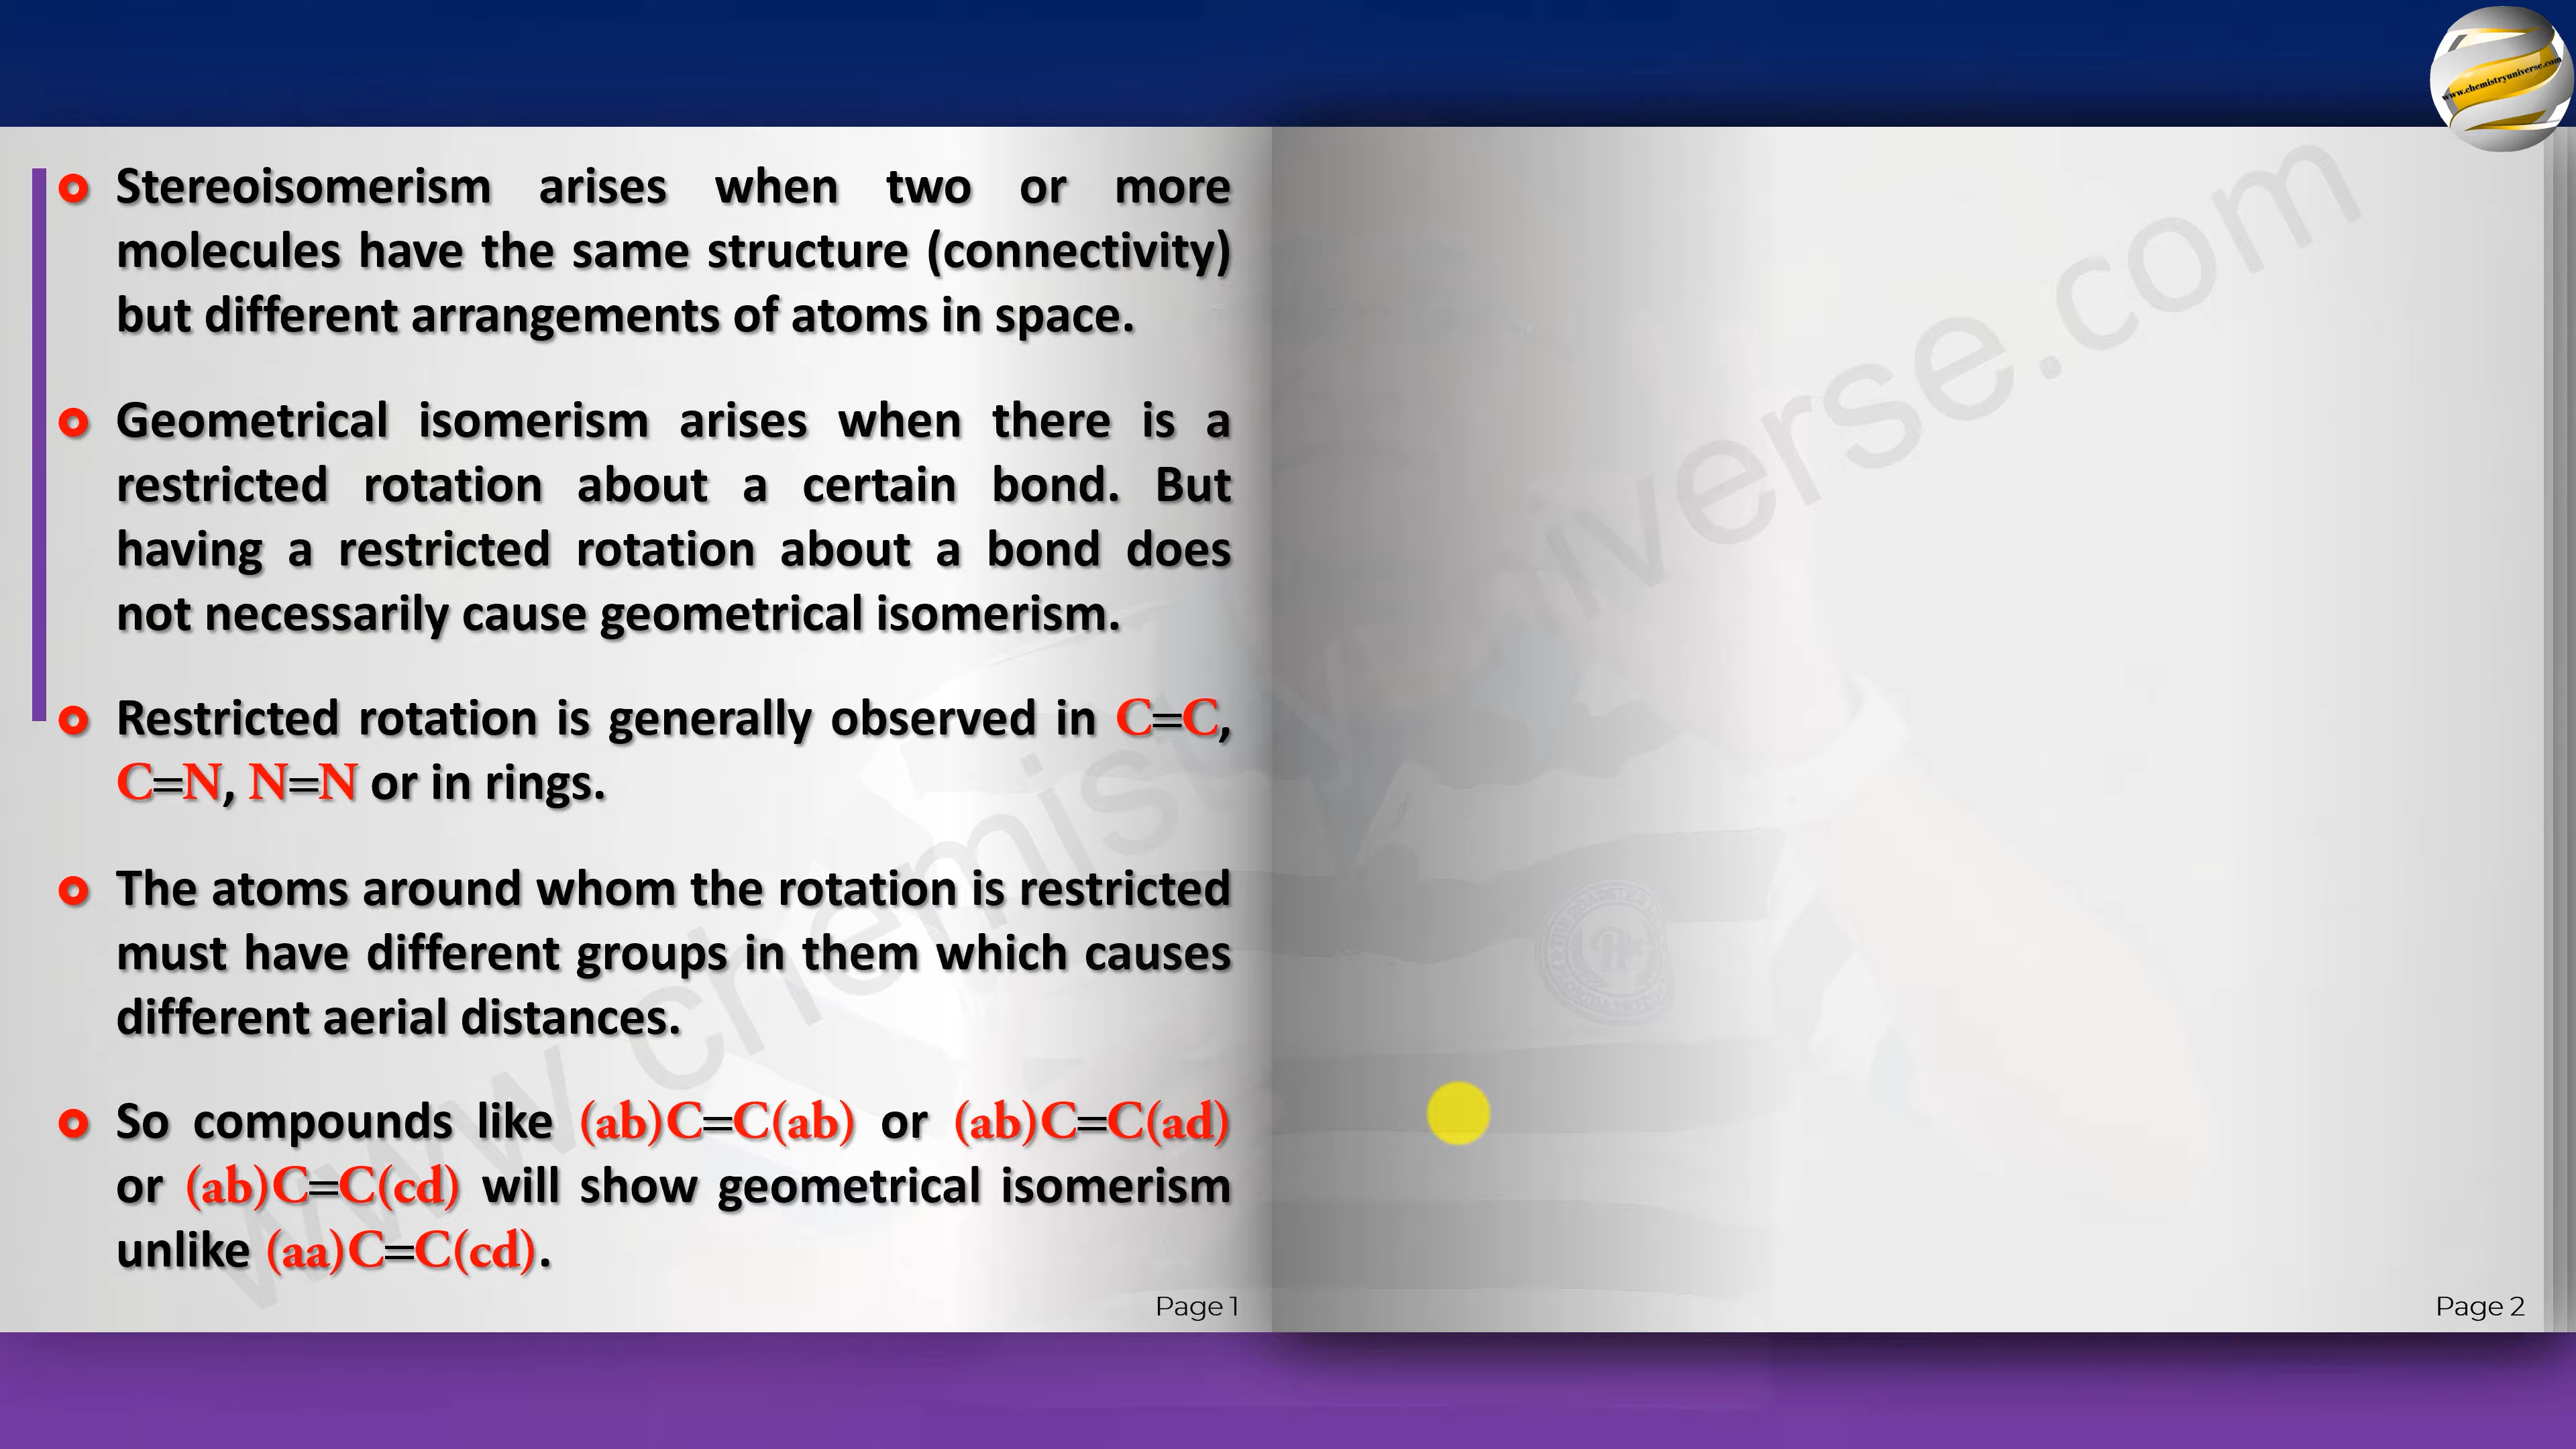 www.chemistryuniverse.com
Stereoisomerism arises when two or more
molecules have the same structure (connectivity)
but different arrangements of atoms in space.
Geometrical isomerism arises when there is a
restricted rotation about a certain bond. But
having a restricted rotation about a bond does
not necessarily cause geometrical isomerism.
Restricted rotation is generally observed in C=C,
C=N, N=N or in rings.
The atoms around whom the rotation is restricted
must have different groups in them which causes
different aerial distances.
So compounds like (ab)C=C(ab) or (ab)C=C(ad)
or (ab)C=C(cd) will show geometrical isomerism
unlike (aa)C=C(cd).
Page 1
Page 2